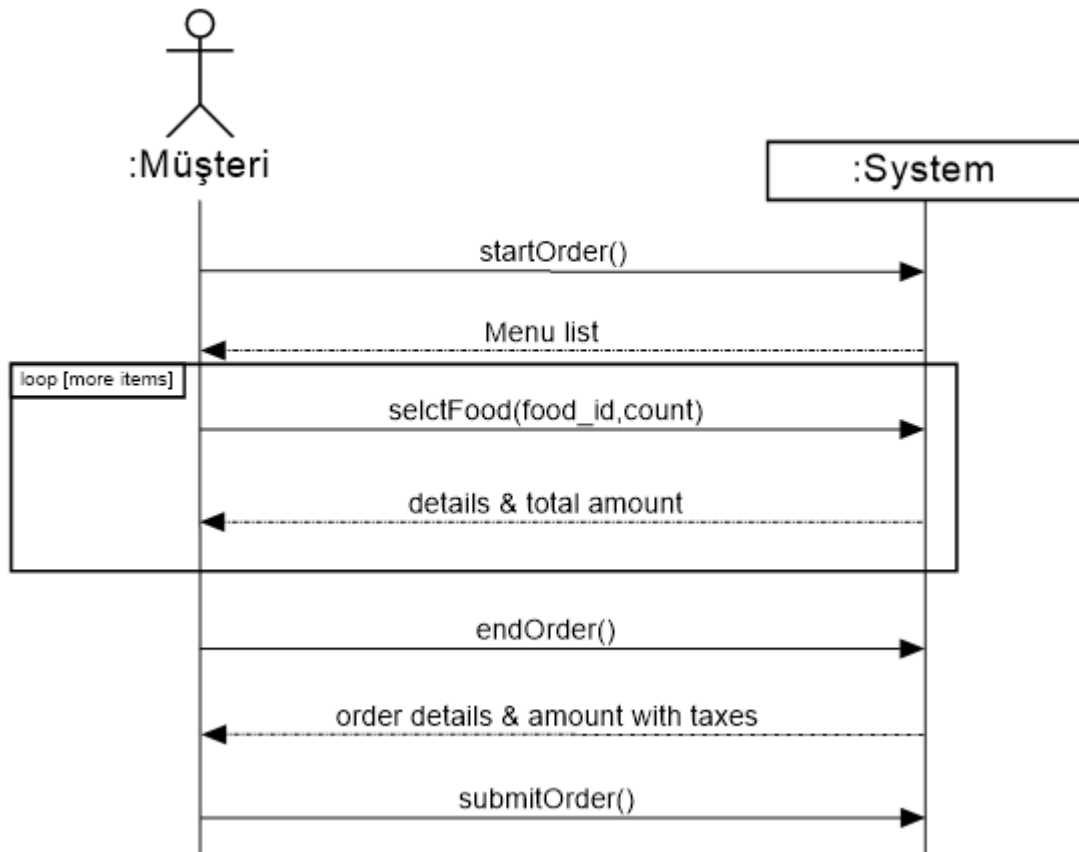 :Müşteri
:System
startOrder()
Menu list
loop [more items]
selctFood(food_id,count)
details & total amount
endOrder()
order details & amount with taxes
submitOrder()